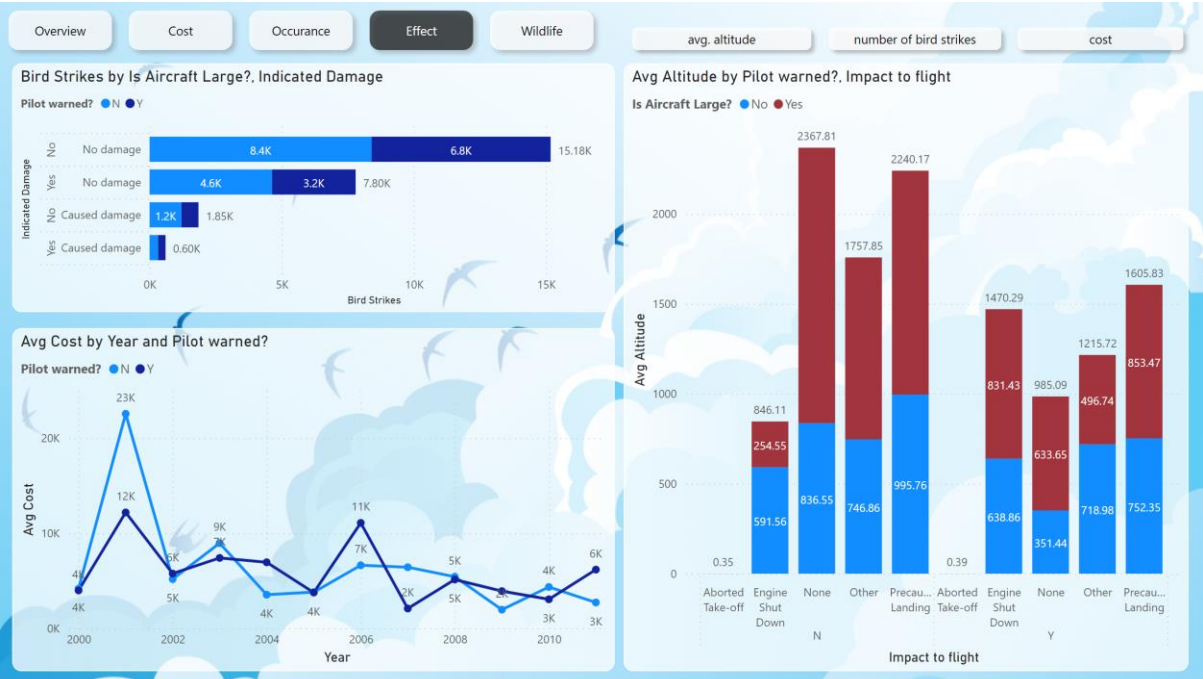 Overview Cost Occurance Effect Wildlife
avg. altitude number of bird strikes cost
Bird Strikes by Is Aircraft Large?, Indicated Damage
Pilot warned? N Y
Indicated Damage
No No damage 8.4K 6.8K 15.18K
Yes No damage 4.6K 3.2K 7.80K
No Caused damage 1.2K 1.85K
Yes Caused damage 0.60K
0K 5K 10K 15K
Bird Strikes
Avg Cost by Year and Pilot warned?
Pilot warned? N Y
Avg Cost
23K
20K
12K
11K
10K
9K
7K
7K
6K
5K
4K
4K
5K
4K
4K
2K
5K
5K
4K
3K
6K
3K
0K
2000 2002 2004 2006 2008 2010
Year
Avg Altitude by Pilot warned?, Impact to flight
Is Aircraft Large? No Yes
Avg Altitude
2367.81
2240.17
2000
1757.85
1605.83
1500
1470.29
1215.72
1000
985.09
846.11
831.43
853.47
254.55
633.65
496.74
500
591.56
836.55
746.86
995.76
638.86
351.44
718.98
752.35
0
0.35
0.39
Aborted Engine None Other Precau... Aborted Engine None Other Precau...
Take-off Shut Landing Take-off Shut Landing
Down Down
N Y
Impact to flight